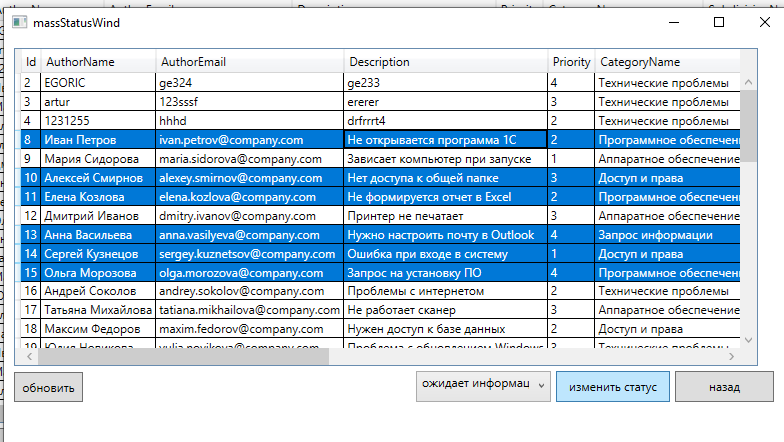 massStatusWind
Id AuthorName AuthorEmail Description Priority CategoryName
2 EGORIC ge324 ge233 4 Технические проблемы
3 artur 123sssf ererer 3 Технические проблемы
4 1231255 hhhd drfrrrt4 2 Технические проблемы
8 Иван Петров ivan.petrov@company.com Не открывается программа 1С 2 Программное обеспечен
9 Мария Сидорова maria.sidorova@company.com Зависает компьютер при запуске 1 Аппаратное обеспечение
10 Алексей Смирнов alexey.smirnov@company.com Нет доступа к общей папке 3 Доступ и права
11 Елена Козлова elena.kozlova@company.com Не формируется отчет в Excel 2 Программное обеспечен
12 Дмитрий Иванов dmitry.ivanov@company.com Принтер не печатает 3 Аппаратное обеспечение
13 Анна Васильева anna.vasilyeva@company.com Нужно настроить почту в Outlook 4 Запрос информации
14 Сергей Кузнецов sergey.kuznetsov@company.com Ошибка при входе в систему 1 Доступ и права
15 Ольга Морозова olga.morozova@company.com Запрос на установку ПО 4 Программное обеспечен
16 Андрей Соколов andrey.sokolov@company.com Проблемы с интернетом 2 Технические проблемы
17 Татьяна Михайлова tatiana.mikhailova@company.com Не работает сканер 3 Аппаратное обеспечение
18 Максим Федоров maxim.fedorov@company.com Нужен доступ к базе данных 2 Доступ и права
19 Юлия Новикова yulia.novikova@company.com Проблема с обновлением Windows 3 Технические проблемы
обновить ожидает информац изменить статус назад